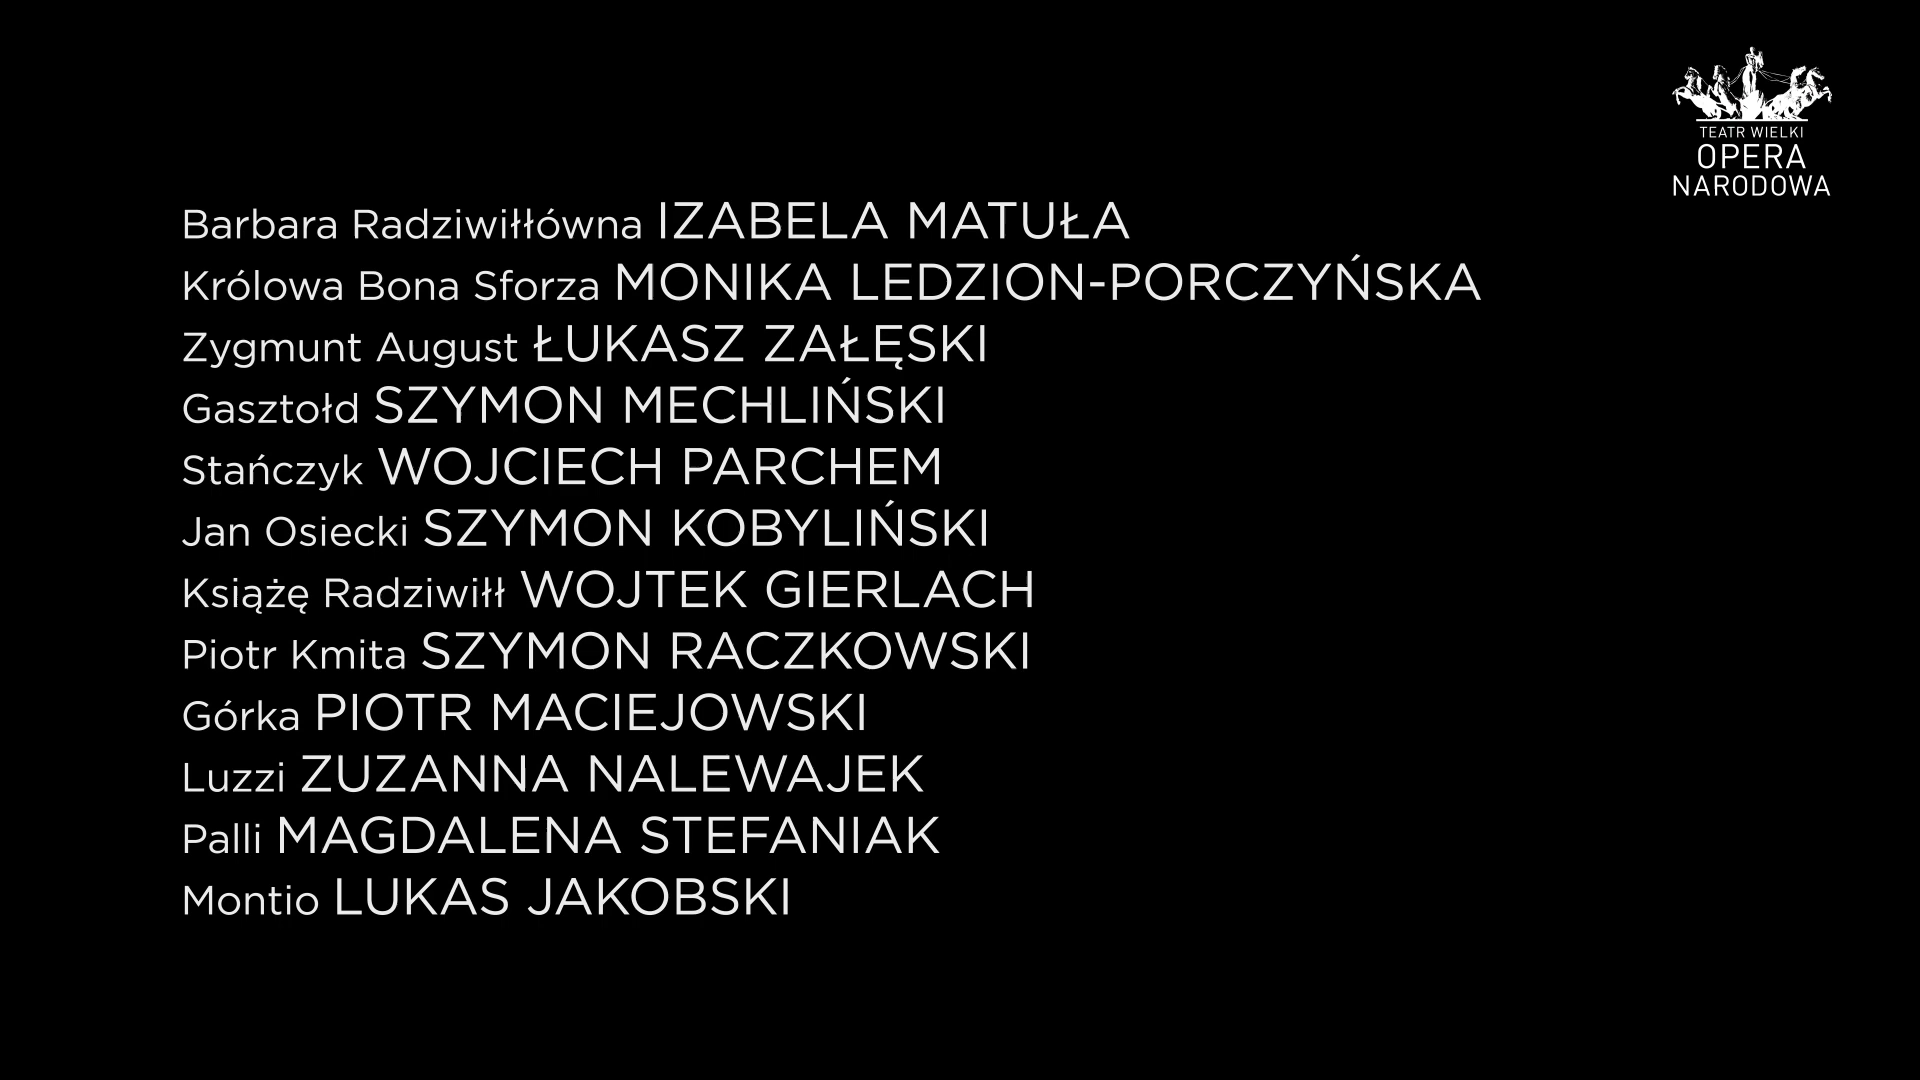 TEATR WIELKI
OPERA
NARODOWA
Barbara Radziwiłłówna IZABELA MATUŁA
Królowa Bona Sforza MONIKA LEDZION-PORCZYŃSKA
Zygmunt August ŁUKASZ ZAŁĘSKI
Gasztołd SZYMON MECHLIŃSKI
Stańczyk WOJCIECH PARCHEM
Jan Osiecki SZYMON KOBYLIŃSKI
Książę Radziwiłł WOJTEK GIERLACH
Piotr Kmita SZYMON RACZKOWSKI
Górka PIOTR MACIEJOWSKI
Luzzi ZUZANNA NALEWAJEK
Palli MAGDALENA STEFANIAK
Montio LUKAS JAKOBSKI